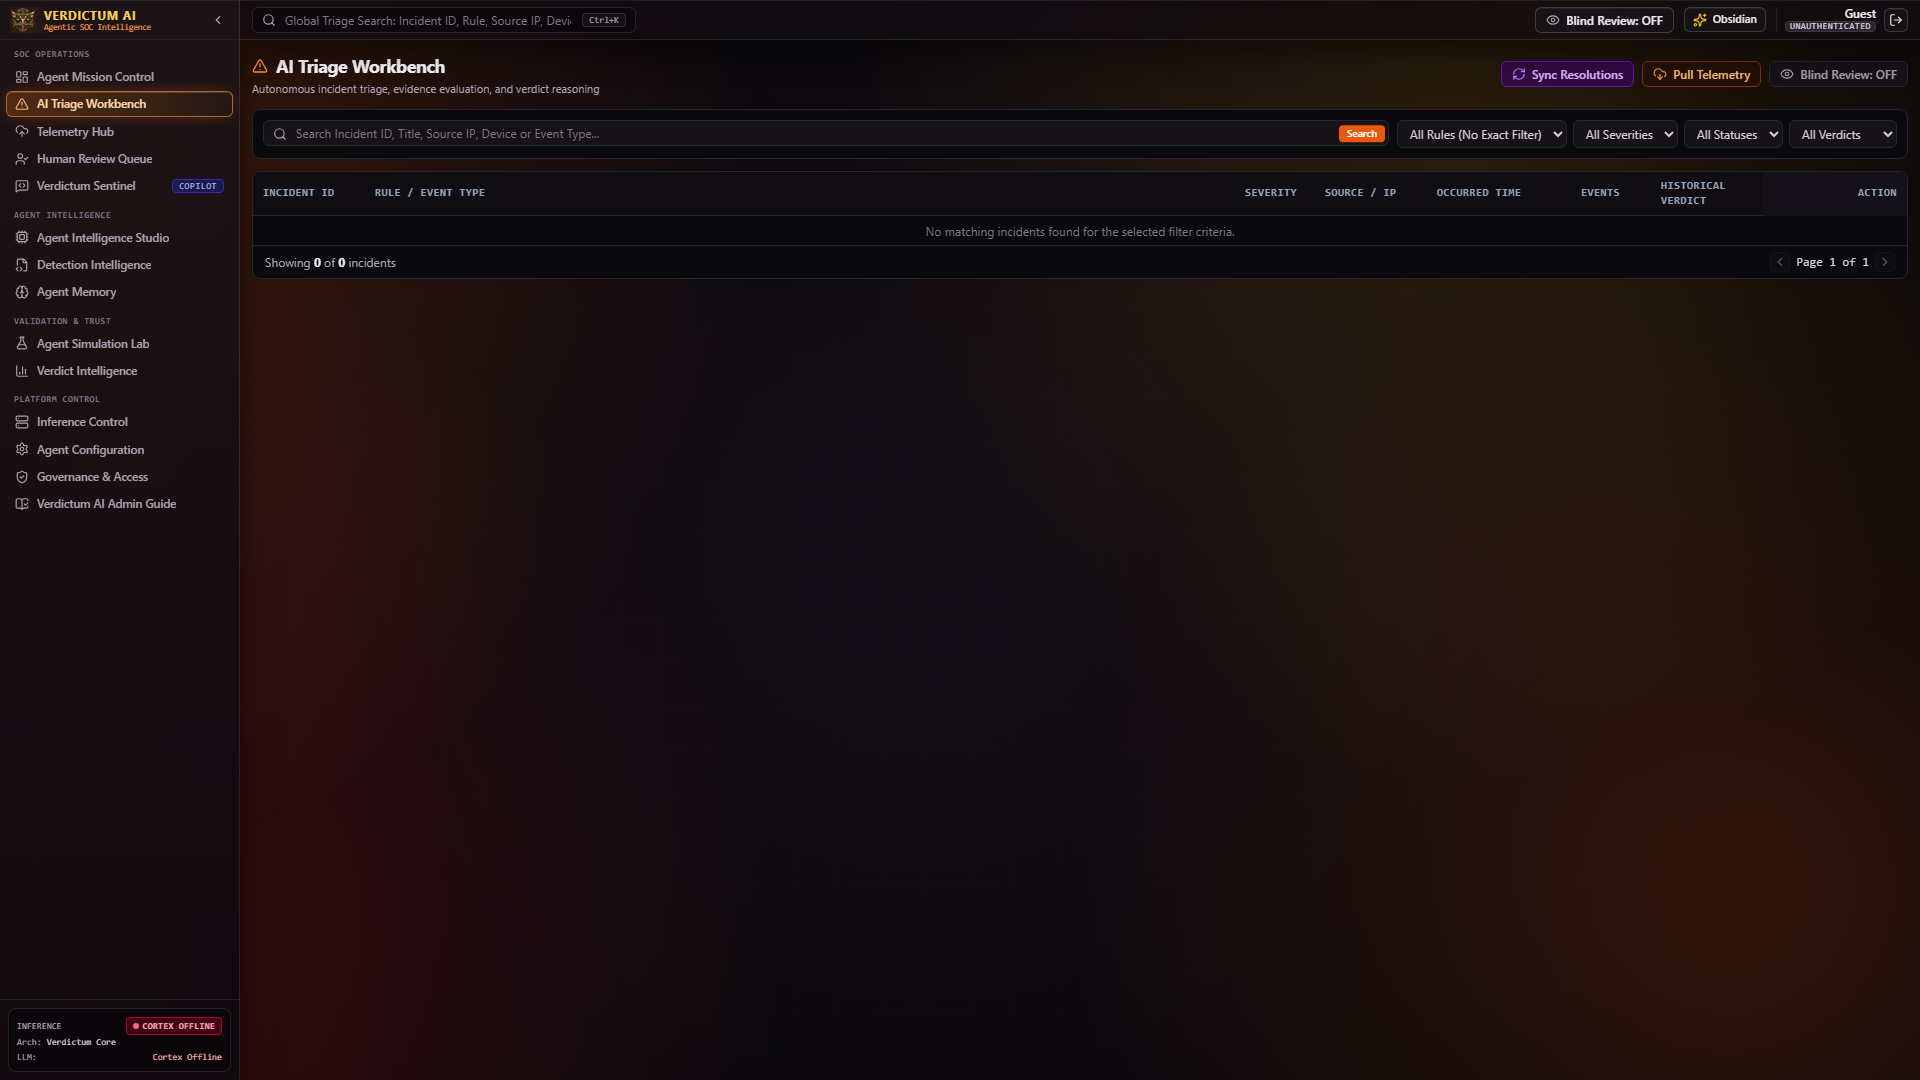 VERDICTUM AI
Agentic SOC Intelligence
Global Triage Search: Incident ID, Rule, Source IP, Devi
Ctrl+K
Blind Review: OFF
Obsidian
Guest
UNAUTHENTICATED
SOC OPERATIONS
Agent Mission Control
AI Triage Workbench
Telemetry Hub
Human Review Queue
Verdictum Sentinel
COPILOT
AGENT INTELLIGENCE
Agent Intelligence Studio
Detection Intelligence
Agent Memory
VALIDATION & TRUST
Agent Simulation Lab
Verdict Intelligence
PLATFORM CONTROL
Inference Control
Agent Configuration
Governance & Access
Verdictum AI Admin Guide
INFERENCE
CORTEX OFFLINE
Arch: Verdictum Core
LLM:
Cortex Offline
AI Triage Workbench
Autonomous incident triage, evidence evaluation, and verdict reasoning
Sync Resolutions
Pull Telemetry
Blind Review: OFF
Search Incident ID, Title, Source IP, Device or Event Type...
Search
All Rules (No Exact Filter)
All Severities
All Statuses
All Verdicts
INCIDENT ID
RULE / EVENT TYPE
SEVERITY
SOURCE / IP
OCCURRED TIME
EVENTS
HISTORICAL
VERDICT
ACTION
No matching incidents found for the selected filter criteria.
Showing 0 of 0 incidents
Page 1 of 1